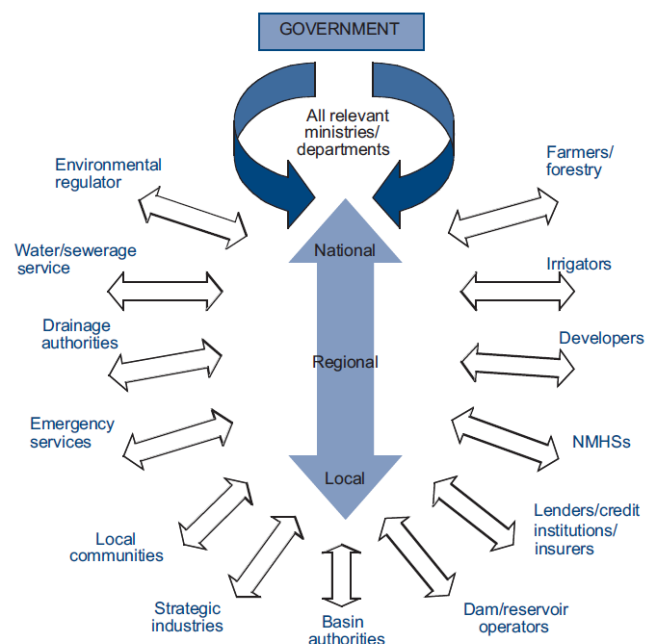 GOVERNMENT
All relevant
ministries/
departments
Environmental
regulator
Farmers/
forestry
National
Water/sewerage
service
Irrigators
Drainage
authorities
Developers
Regional
Emergency
services
NMHSs
Local
Local
communities
Lenders/credit
institutions/
insurers
Strategic
industries
Basin
authorities
Dam/reservoir
operators